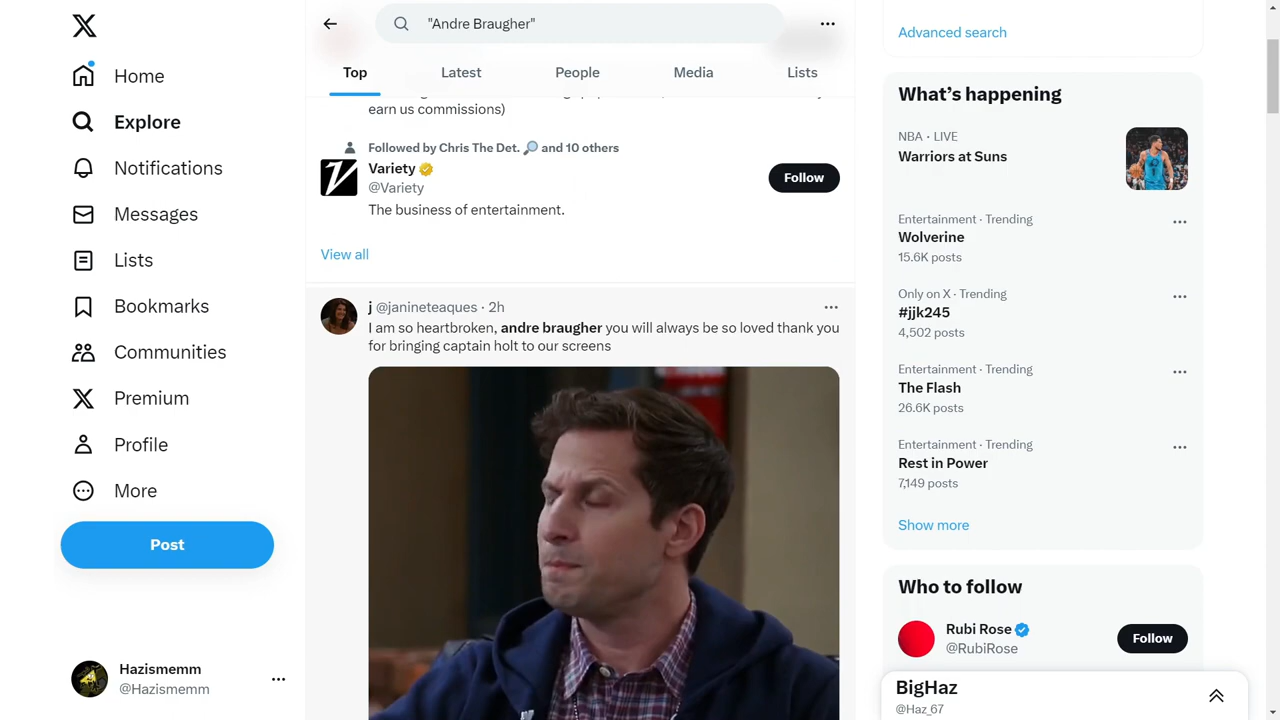 Home
Explore
Notifications
Messages
Lists
Bookmarks
Communities
Premium
Profile
More
Post
Hazismemm
@Hazismemm
"Andre Braugher"
Top
Latest
People
Media
Lists
earn us commissions)
Followed by Chris The Det. 🔎 and 10 others
Variety
@Variety
Follow
The business of entertainment.
View all
j @janineteaques · 2h
I am so heartbroken, andre braugher you will always be so loved thank you
for bringing captain holt to our screens
Advanced search
What's happening
NBA · LIVE
Warriors at Suns
Entertainment · Trending
Wolverine
15.6K posts
Only on X · Trending
#jjk245
4,502 posts
Entertainment · Trending
The Flash
26.6K posts
Entertainment · Trending
Rest in Power
7,149 posts
Show more
Who to follow
Rubi Rose
@RubiRose
Follow
BigHaz
@Haz_67